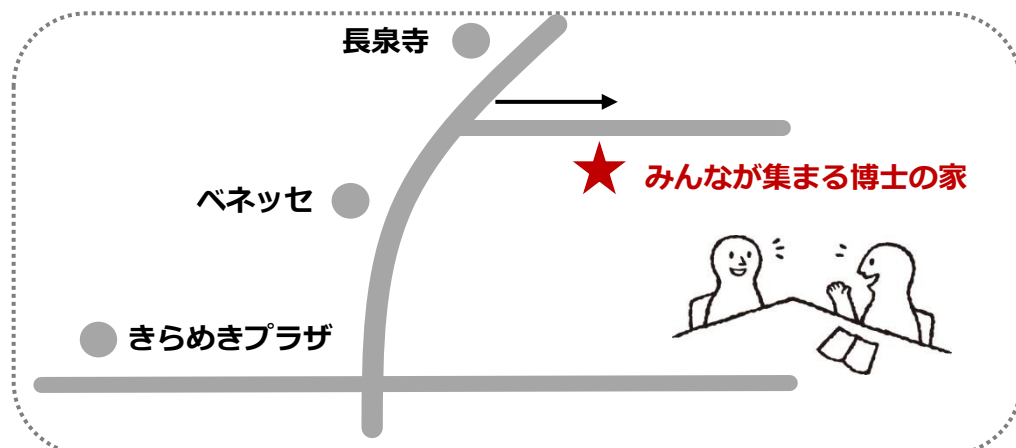 長泉寺
みんなが集まる博士の家
ベネッセ
きらめきプラザ